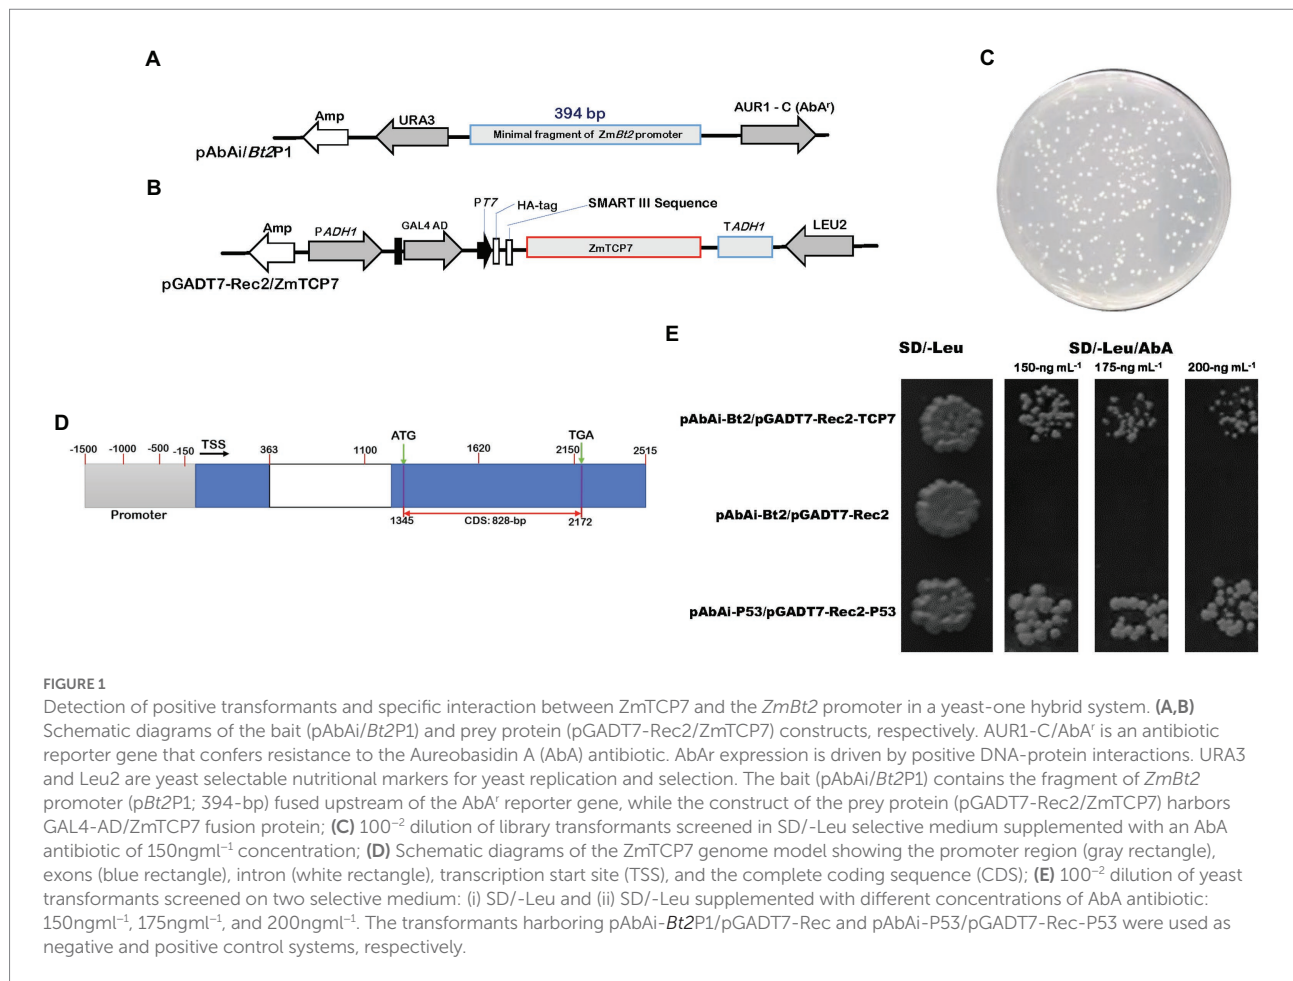 A
394 bp
Amp
URA3
Minimal fragment of ZmBt2 promoter
AUR1 - C (AbAʳ)
pAbAi/Bt2P1
B
Amp
PADH1
GAL4 AD
PT7
HA-tag
SMART III Sequence
ZmTCP7
TADH1
LEU2
pGADT7-Rec2/ZmTCP7
C
D
-1500
-1000
-500
-150
TSS
363
1100
ATG
1620
2150
TGA
2515
Promoter
1345
CDS: 828-bp
2172
E
SD/-Leu
SD/-Leu/AbA
150-ng mL⁻¹
175-ng mL⁻¹
200-ng mL⁻¹
pAbAi-Bt2/pGADT7-Rec2-TCP7
pAbAi-Bt2/pGADT7-Rec2
pAbAi-P53/pGADT7-Rec2-P53
FIGURE 1
Detection of positive transformants and specific interaction between ZmTCP7 and the ZmBt2 promoter in a yeast-one hybrid system. (A,B)
Schematic diagrams of the bait (pAbAi/Bt2P1) and prey protein (pGADT7-Rec2/ZmTCP7) constructs, respectively. AUR1-C/AbAʳ is an antibiotic
reporter gene that confers resistance to the Aureobasidin A (AbA) antibiotic. AbAr expression is driven by positive DNA-protein interactions. URA3
and Leu2 are yeast selectable nutritional markers for yeast replication and selection. The bait (pAbAi/Bt2P1) contains the fragment of ZmBt2
promoter (pBt2P1; 394-bp) fused upstream of the AbAʳ reporter gene, while the construct of the prey protein (pGADT7-Rec2/ZmTCP7) harbors
GAL4-AD/ZmTCP7 fusion protein; (C) 100⁻² dilution of library transformants screened in SD/-Leu selective medium supplemented with an AbA
antibiotic of 150ngml⁻¹ concentration; (D) Schematic diagrams of the ZmTCP7 genome model showing the promoter region (gray rectangle),
exons (blue rectangle), intron (white rectangle), transcription start site (TSS), and the complete coding sequence (CDS); (E) 100⁻² dilution of yeast
transformants screened on two selective medium: (i) SD/-Leu and (ii) SD/-Leu supplemented with different concentrations of AbA antibiotic:
150ngml⁻¹, 175ngml⁻¹, and 200ngml⁻¹. The transformants harboring pAbAi-Bt2P1/pGADT7-Rec and pAbAi-P53/pGADT7-Rec-P53 were used as
negative and positive control systems, respectively.